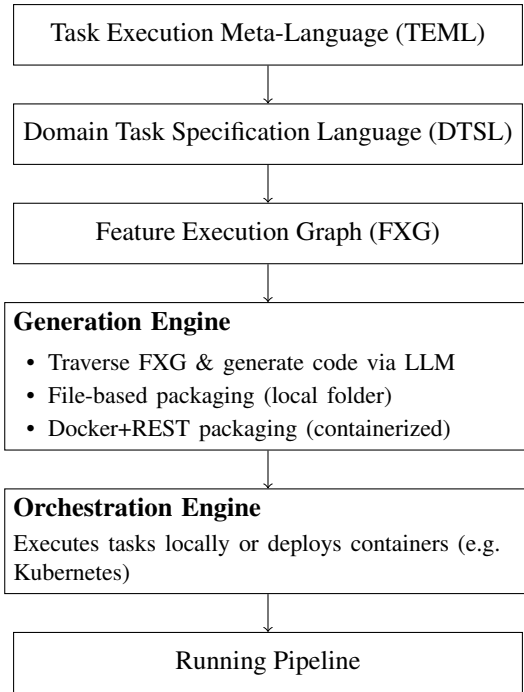 Task Execution Meta-Language (TEML)
Domain Task Specification Language (DTSL)
Feature Execution Graph (FXG)
Generation Engine
• Traverse FXG & generate code via LLM
• File-based packaging (local folder)
• Docker+REST packaging (containerized)
Orchestration Engine
Executes tasks locally or deploys containers (e.g.
Kubernetes)
Running Pipeline